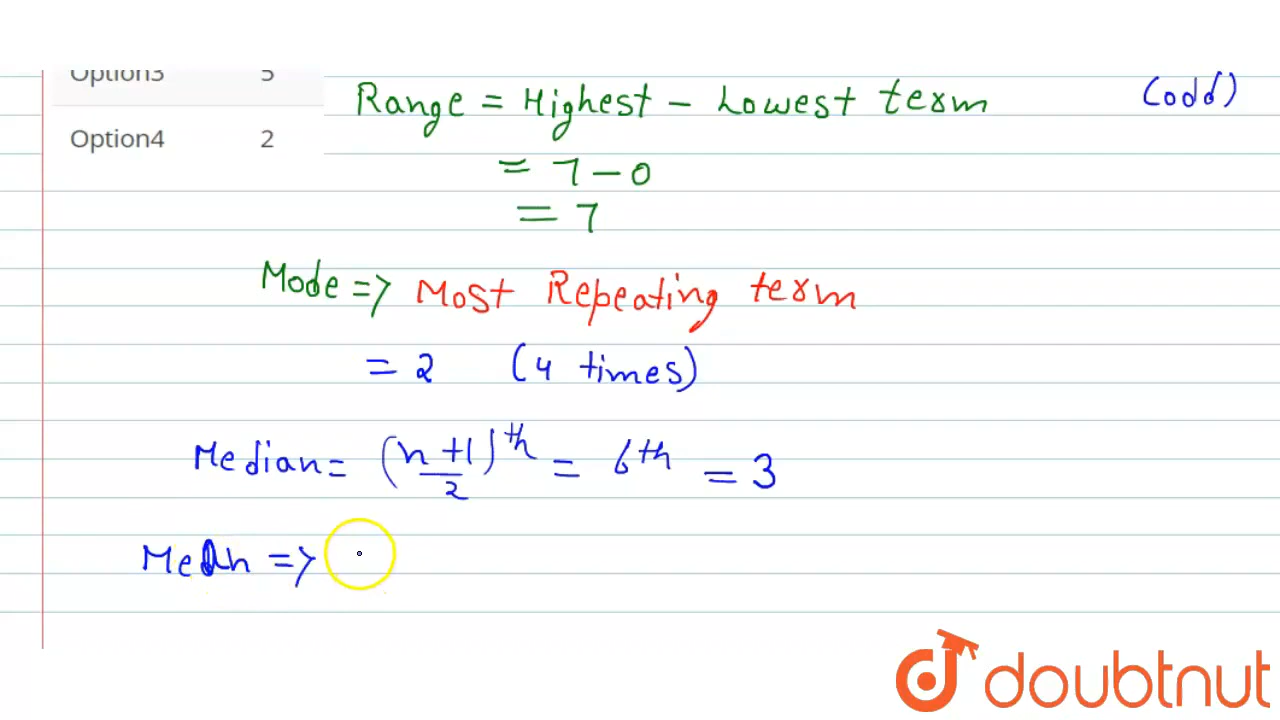 Option3 5
Range = Highest - Lowest term (odd)
Option4 2
= 7 - 0
= 7
Mode => Most Repeating term
= 2 (4 times)
Median = (n+1/2)th = 6th = 3
Mean =>
doubtnut